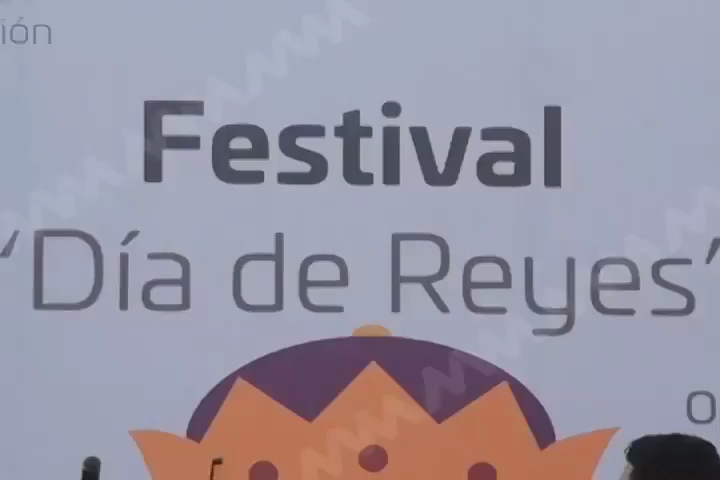 ión
Festival
‘Día de Reyes’